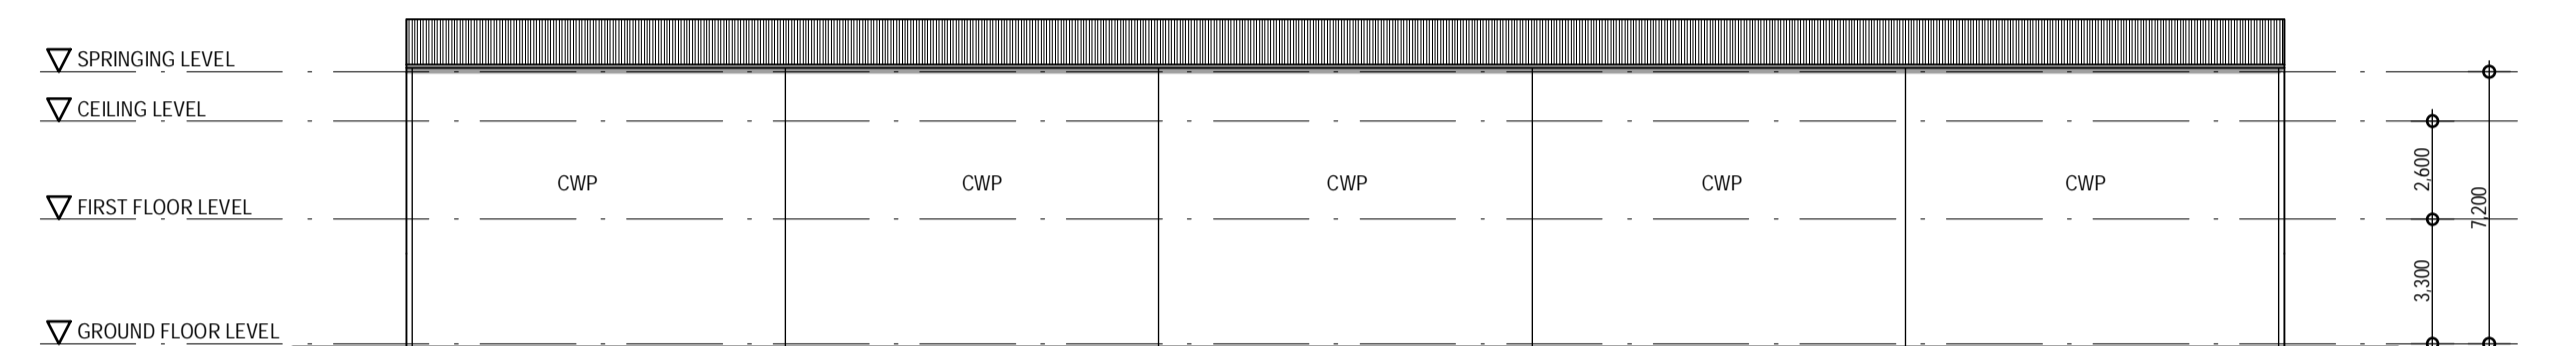 SPRINGING LEVEL
CEILING LEVEL
CWP CWP CWP CWP CWP
2,600
7,200
FIRST FLOOR LEVEL
3,300
GROUND FLOOR LEVEL